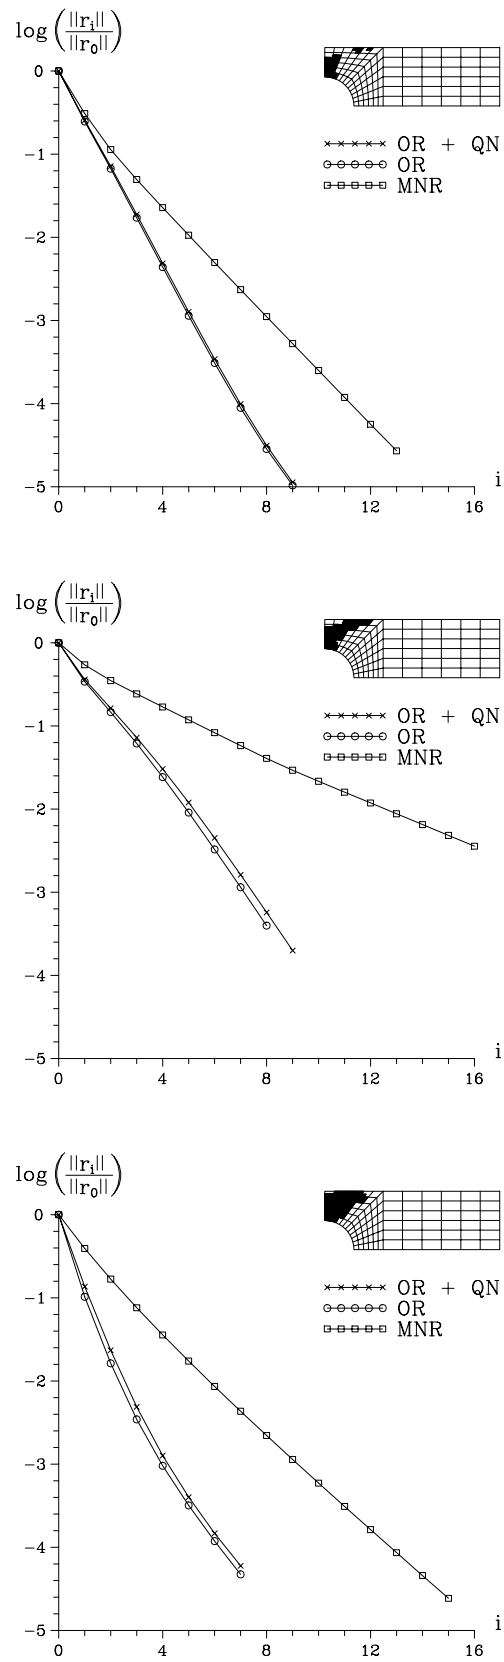 log (||r_i|| / ||r_0||)
0
OR + QN
OR
MNR
-1
-2
-3
-4
-5
0 4 8 12 16
i
log (||r_i|| / ||r_0||)
0
OR + QN
OR
MNR
-1
-2
-3
-4
-5
0 4 8 12 16
i
log (||r_i|| / ||r_0||)
0
OR + QN
OR
MNR
-1
-2
-3
-4
-5
0 4 8 12 16
i